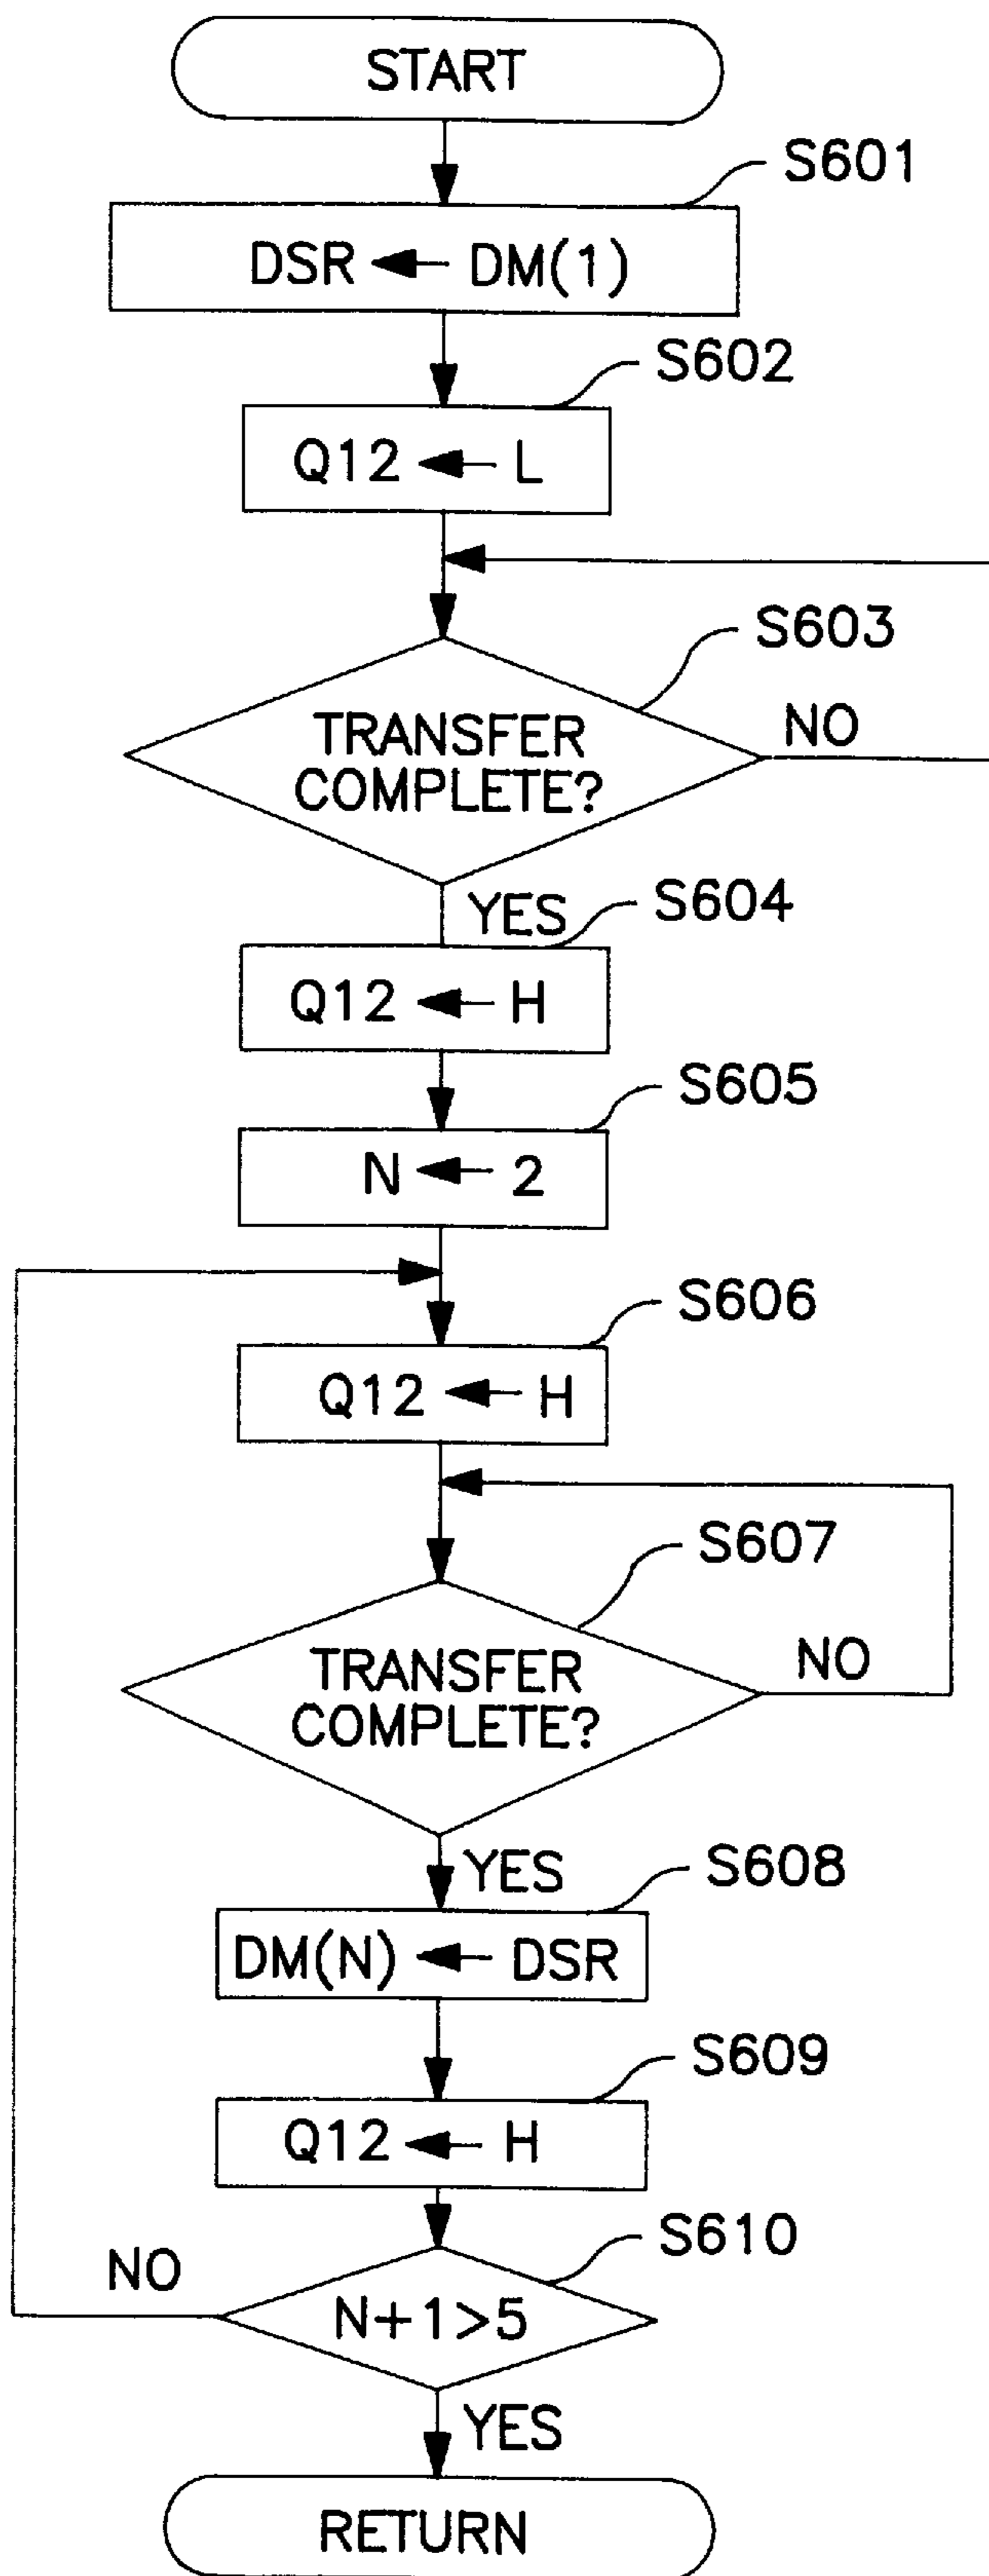 START
S601
DSR ← DM(1)
S602
Q12 ← L
S603
TRANSFER
COMPLETE?
NO
YES
S604
Q12 ← H
S605
N ← 2
S606
Q12 ← H
S607
TRANSFER
COMPLETE?
NO
YES
S608
DM(N) ← DSR
S609
Q12 ← H
S610
NO
N+1>5
YES
RETURN